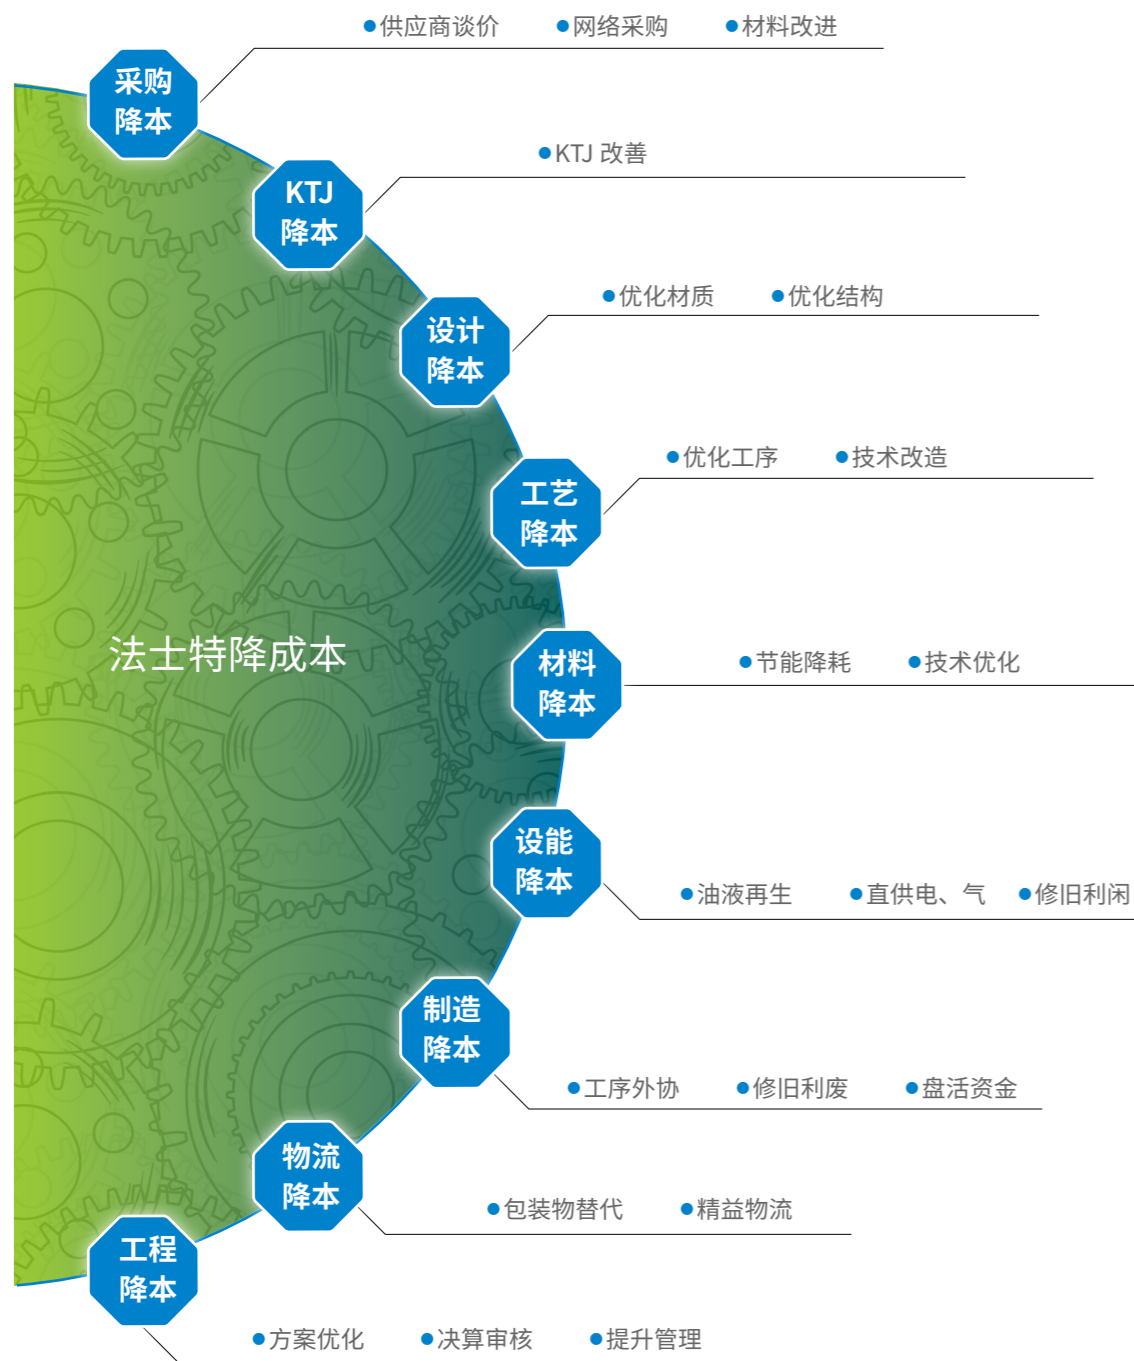 ●供应商谈价 ●网络采购 ●材料改进
采购
降本
●KTJ 改善
KTJ
降本
●优化材质 ●优化结构
设计
降本
●优化工序 ●技术改造
工艺
降本
法士特降成本
●节能降耗 ●技术优化
材料
降本
设能
降本
●油液再生 ●直供电、气 ●修旧利闲
制造
降本
●工序外协 ●修旧利废 ●盘活资金
物流
降本
●包装物替代 ●精益物流
工程
降本
●方案优化 ●决算审核 ●提升管理